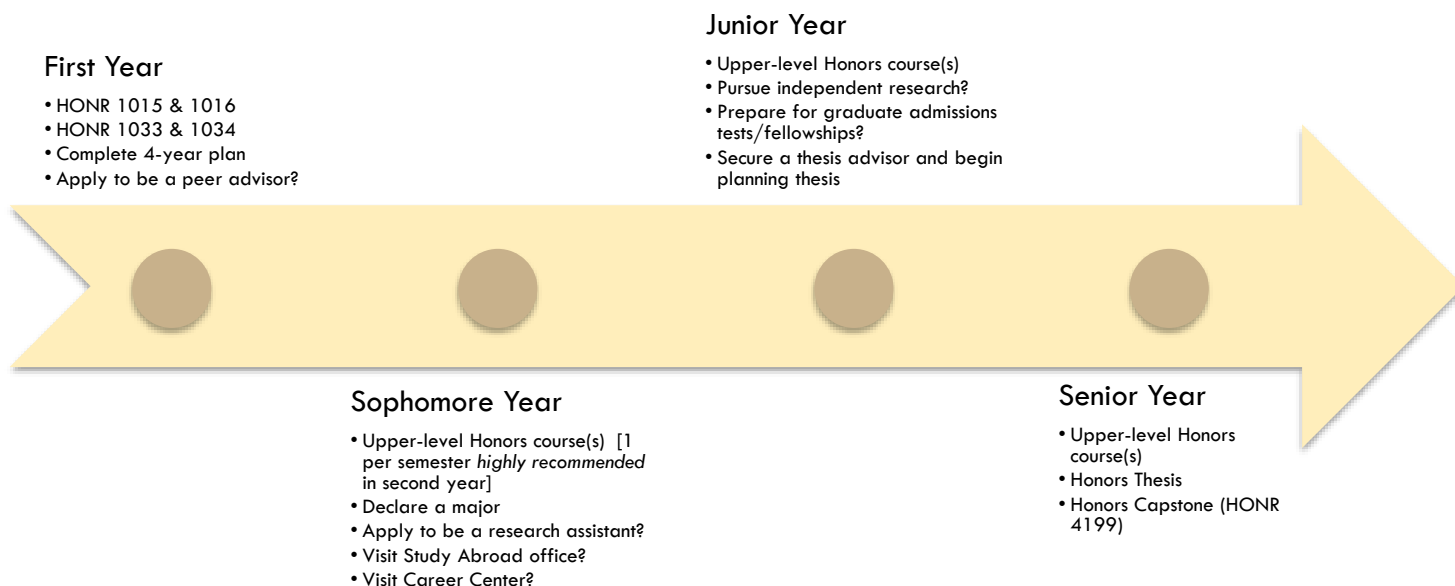 First Year
• HONR 1015 & 1016
• HONR 1033 & 1034
• Complete 4-year plan
• Apply to be a peer advisor?
Sophomore Year
• Upper-level Honors course(s)  [1
per semester highly recommended
in second year]
• Declare a major
• Apply to be a research assistant?
• Visit Study Abroad office?
• Visit Career Center?
Junior Year
• Upper-level Honors course(s)
• Pursue independent research?
• Prepare for graduate admissions
tests/fellowships?
• Secure a thesis advisor and begin
planning thesis
Senior Year
• Upper-level Honors
course(s)
• Honors Thesis
• Honors Capstone (HONR
4199)